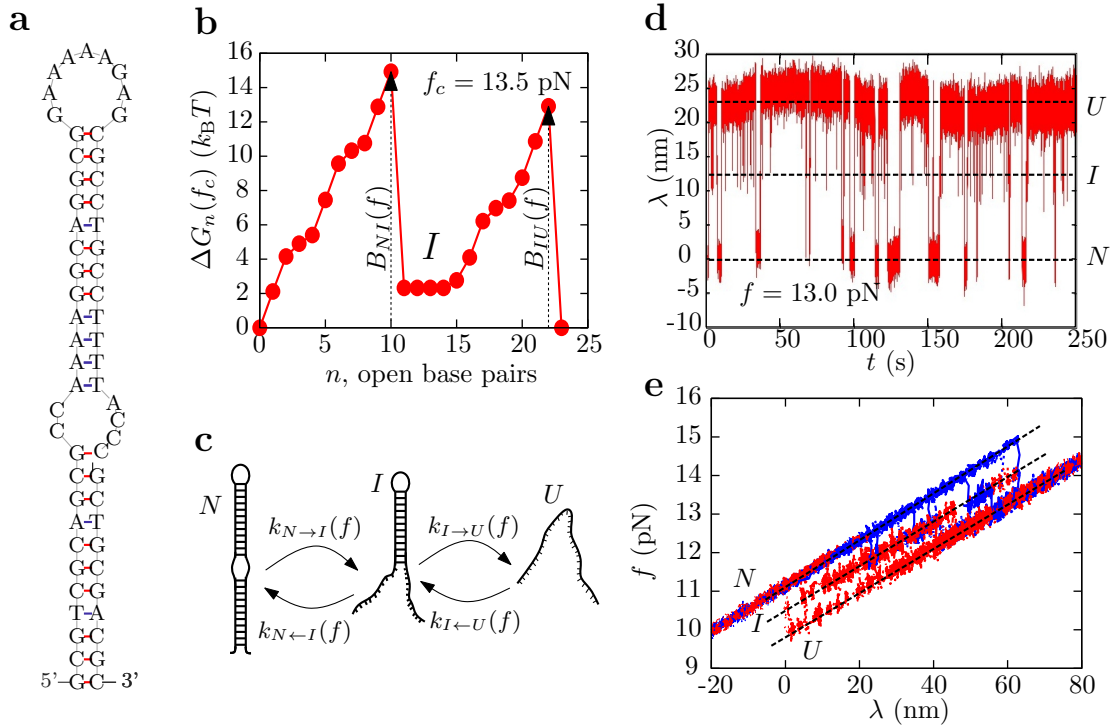 a
A A A A G
A A
G G
G C
C G
G C
G C
A T
C G
G C
G C
A T
A T
A T
A T
C A
C C
C
G C
C G
G C
A T
C G
G C
C G
T A
G C
C G
5' G C 3'
b
ΔG_n(f_c) (k_BT)
16
14
12
10
8
6
4
2
0
f_c = 13.5 pN
B_NI(f)
I
B_IU(f)
0 5 10 15 20 25
n, open base pairs
c
N
I
U
k_N→I(f)
k_N←I(f)
k_I→U(f)
k_I←U(f)
d
λ (nm)
30
25
20
15
10
5
0
-5
-10
U
I
N
f = 13.0 pN
0 50 100 150 200 250
t (s)
e
f (pN)
16
15
14
13
12
11
10
9
N
I
U
-20 0 20 40 60 80
λ (nm)